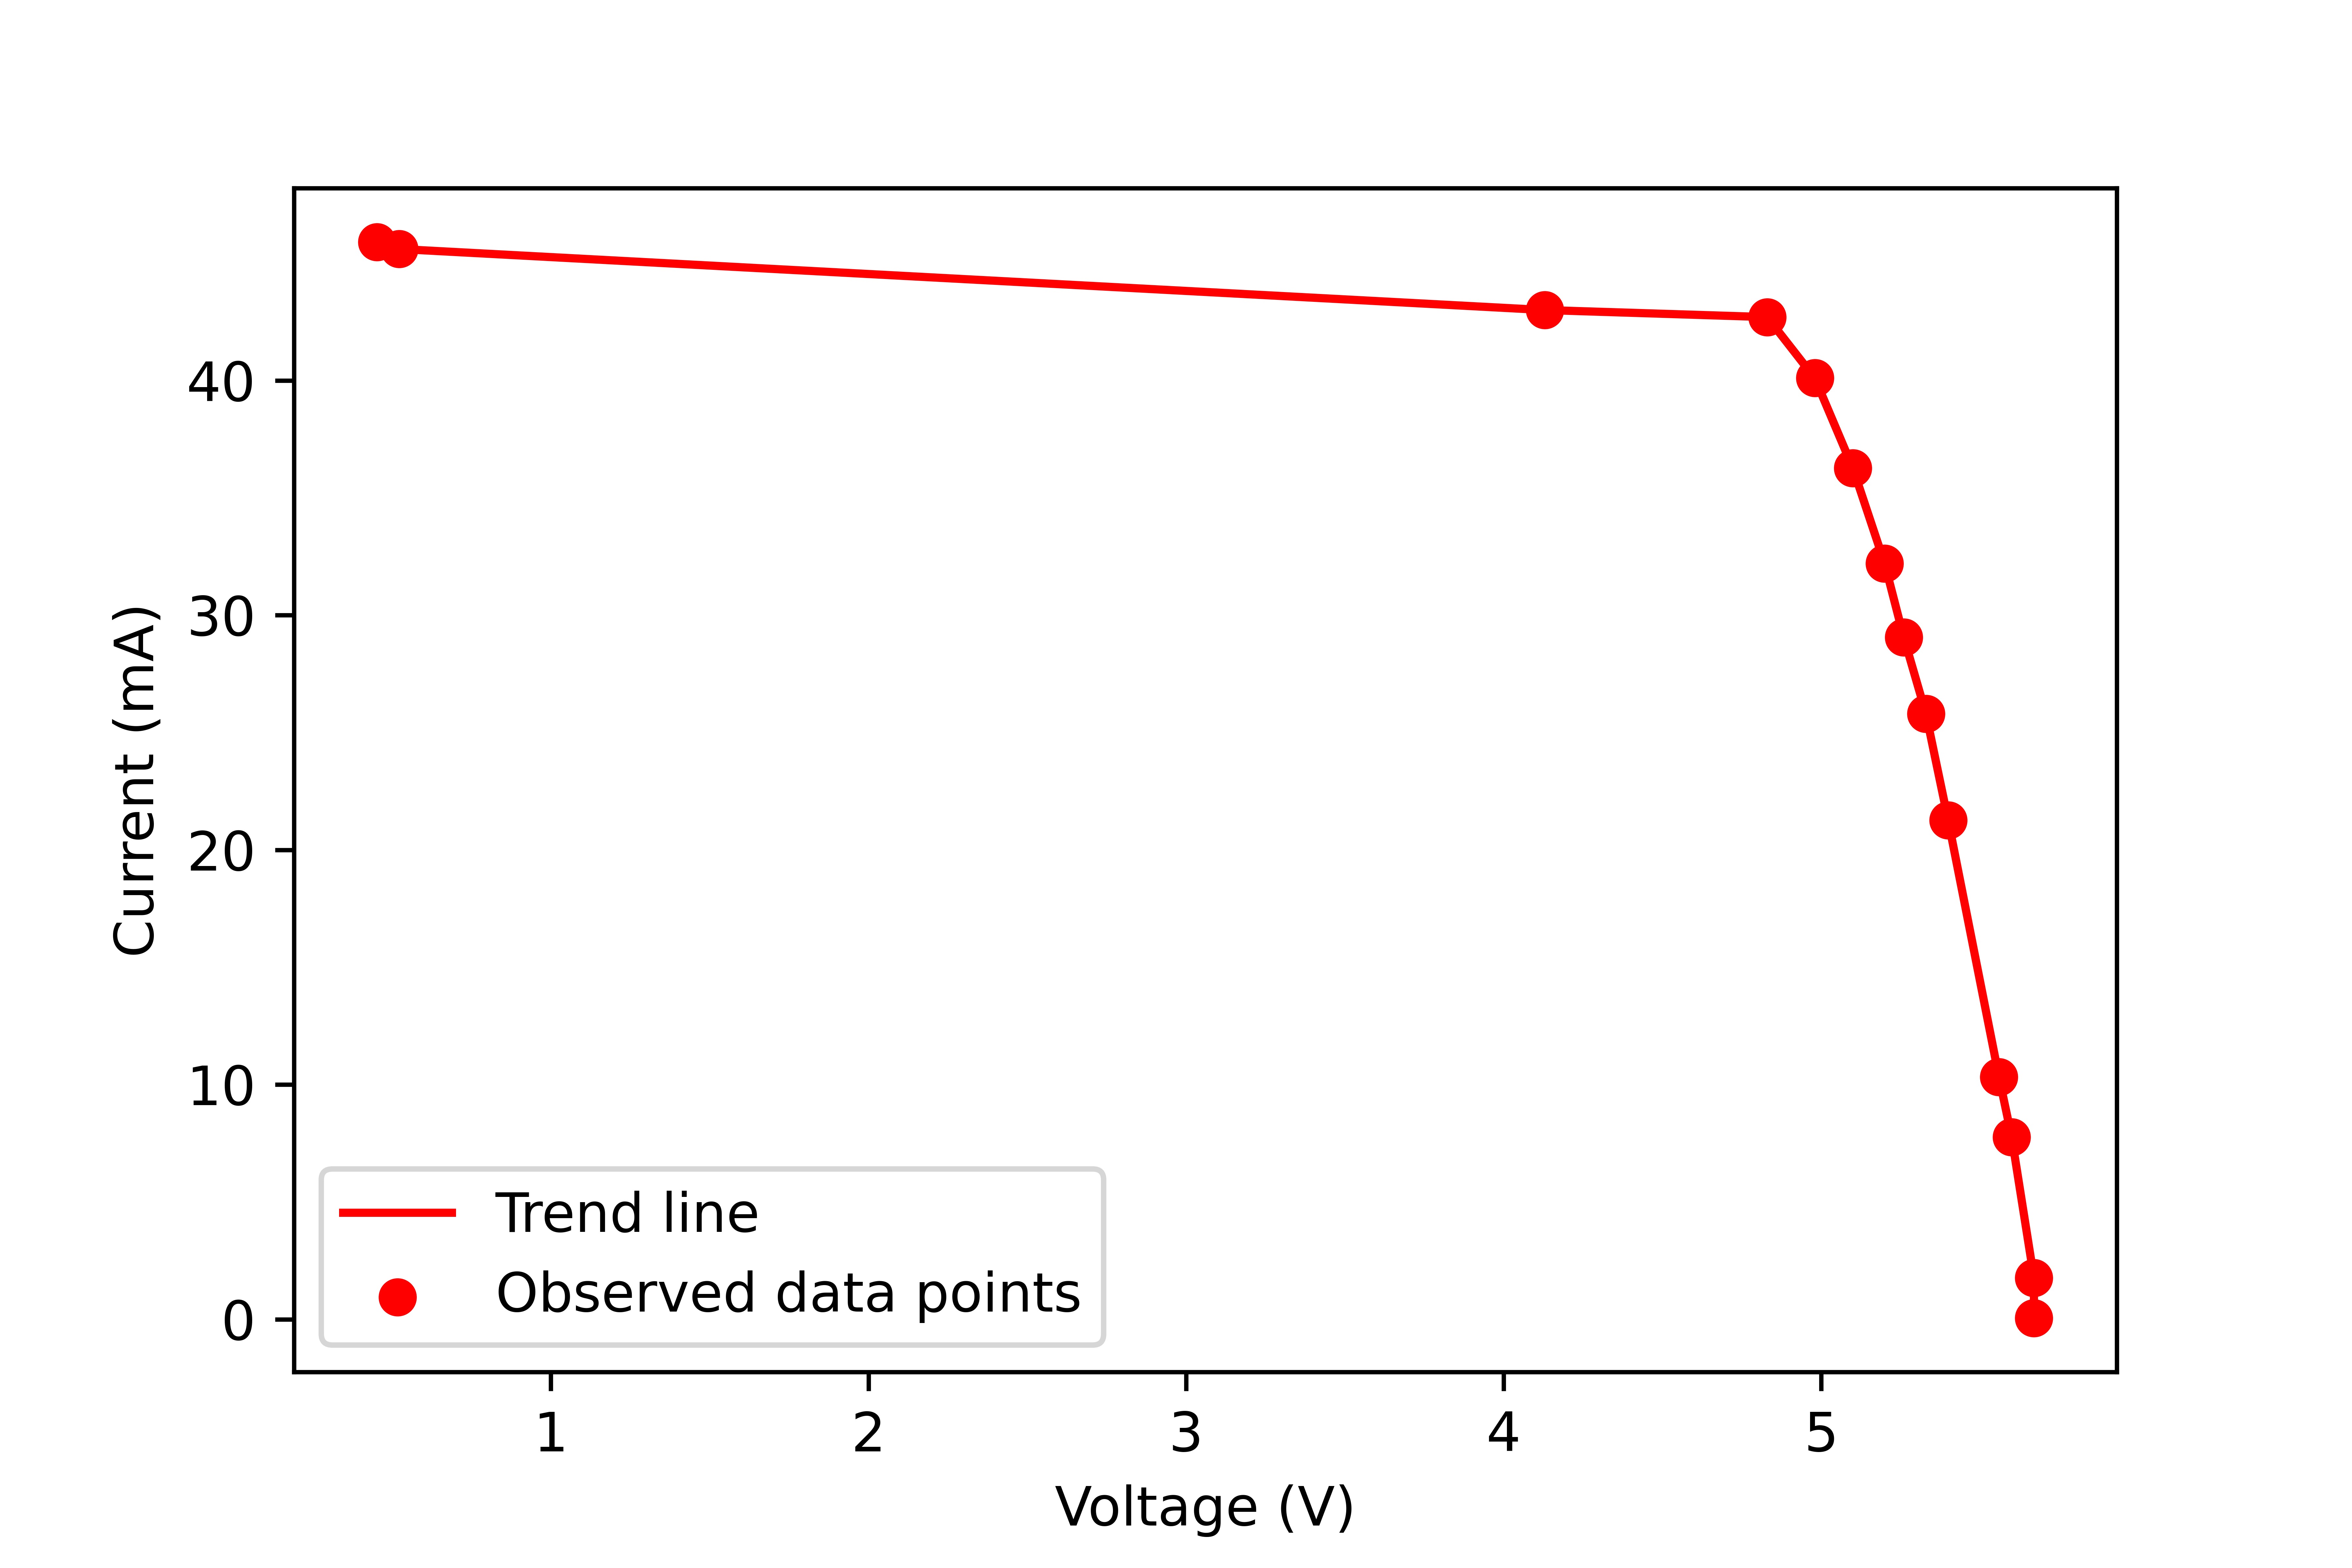 40
30
20
10
0
Current (mA)
Trend line
Observed data points
1 2 3 4 5
Voltage (V)